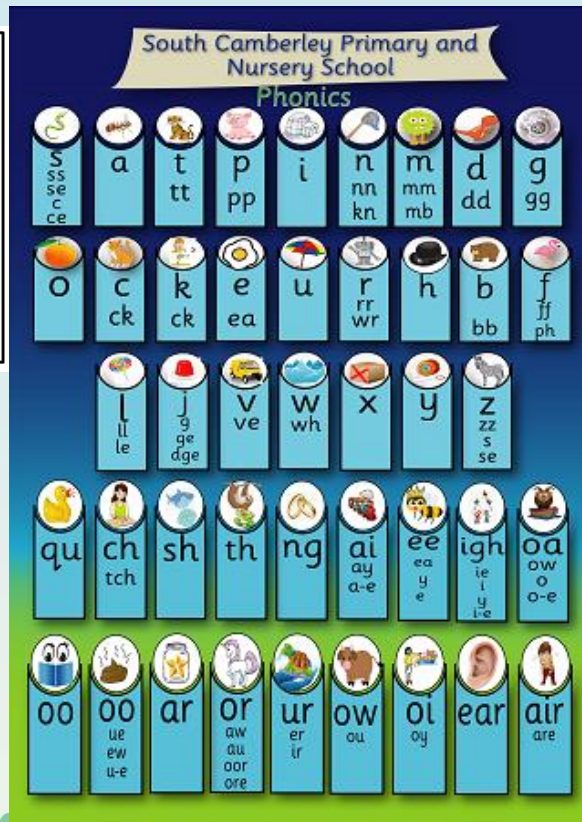 South Camberley Primary and
Nursery School
Phonics
s a t p i n m d g
ss tt pp nn mm dd gg
se kn mb
c
ce
o c k e u r h b f
ck ck ea rr bb ff
wr ph
l j v w x y z
ll g ve wh zz
le ge s
dge se
qu ch sh th ng ai ee igh oa
tch ay ea ie ow
a-e y i o
e y o-e
i-e
oo oo ar or ur ow oi ear air
ue aw er ou oy are
ew au ir
u-e oor
ore